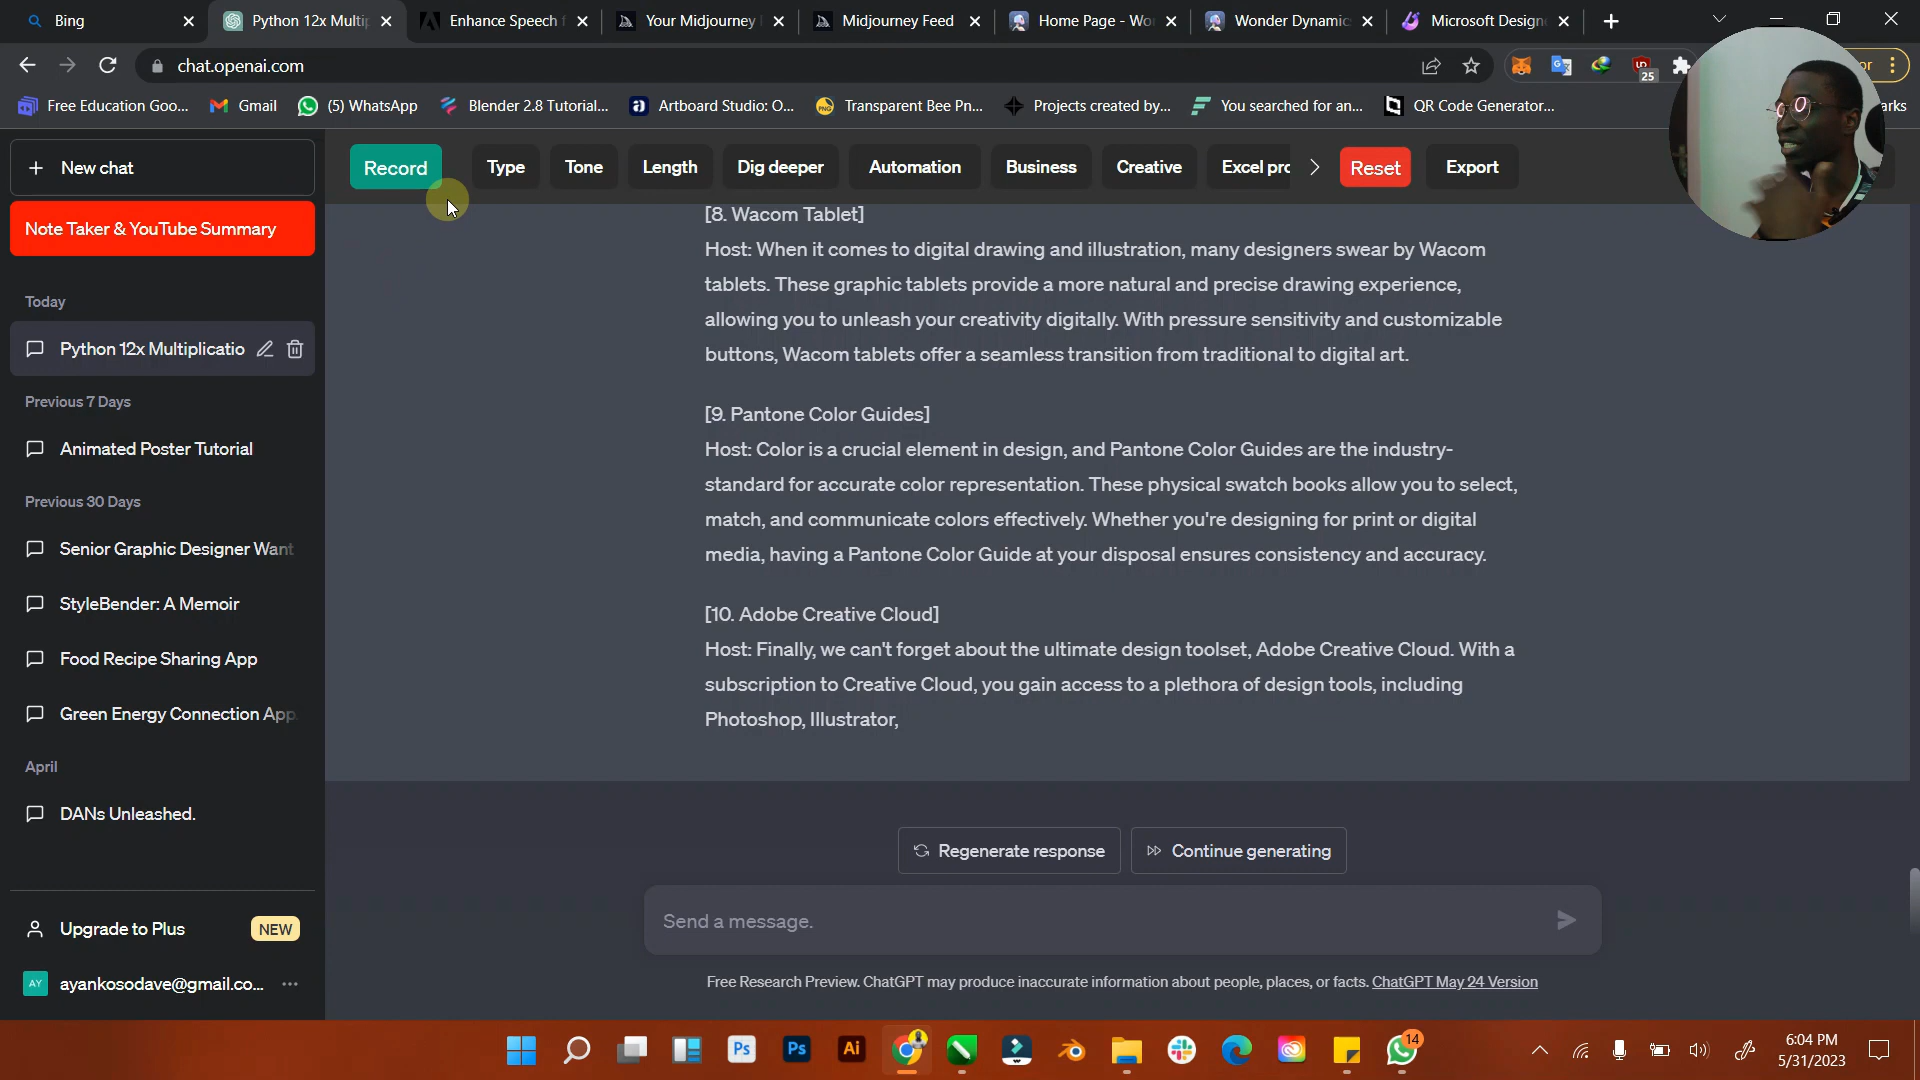 Bing
Python 12x Multip
Enhance Speech f
Your Midjourney
Midjourney Feed
Home Page - Wo
Wonder Dynamic
Microsoft Design
chat.openai.com
25
or
Free Education Goo...
Gmail
(5) WhatsApp
Blender 2.8 Tutorial...
Artboard Studio: O...
Transparent Bee Pn...
Projects created by...
You searched for an...
QR Code Generator...
arks
New chat
Record
Type
Tone
Length
Dig deeper
Automation
Business
Creative
Excel prc
Reset
Export
Note Taker & YouTube Summary
Today
Python 12x Multiplicatio
Previous 7 Days
Animated Poster Tutorial
Previous 30 Days
Senior Graphic Designer Want
StyleBender: A Memoir
Food Recipe Sharing App
Green Energy Connection App.
April
DANs Unleashed.
Upgrade to Plus
NEW
AY
ayankosodave@gmail.co...
[8. Wacom Tablet]
Host: When it comes to digital drawing and illustration, many designers swear by Wacom
tablets. These graphic tablets provide a more natural and precise drawing experience,
allowing you to unleash your creativity digitally. With pressure sensitivity and customizable
buttons, Wacom tablets offer a seamless transition from traditional to digital art.
[9. Pantone Color Guides]
Host: Color is a crucial element in design, and Pantone Color Guides are the industry-
standard for accurate color representation. These physical swatch books allow you to select,
match, and communicate colors effectively. Whether you're designing for print or digital
media, having a Pantone Color Guide at your disposal ensures consistency and accuracy.
[10. Adobe Creative Cloud]
Host: Finally, we can't forget about the ultimate design toolset, Adobe Creative Cloud. With a
subscription to Creative Cloud, you gain access to a plethora of design tools, including
Photoshop, Illustrator,
Regenerate response
Continue generating
Send a message.
Free Research Preview. ChatGPT may produce inaccurate information about people, places, or facts. ChatGPT May 24 Version
Ps
Ps
Ai
14
6:04 PM
5/31/2023